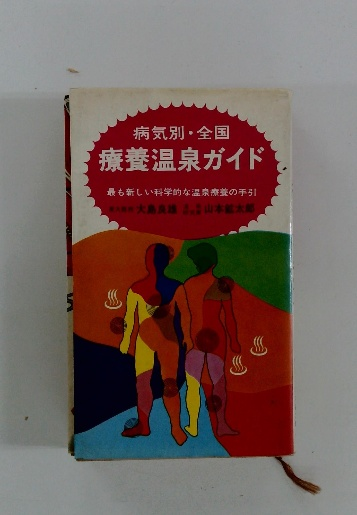 病気別・全国
療養温泉ガイド
最も新しい科学的な温泉療養の手引